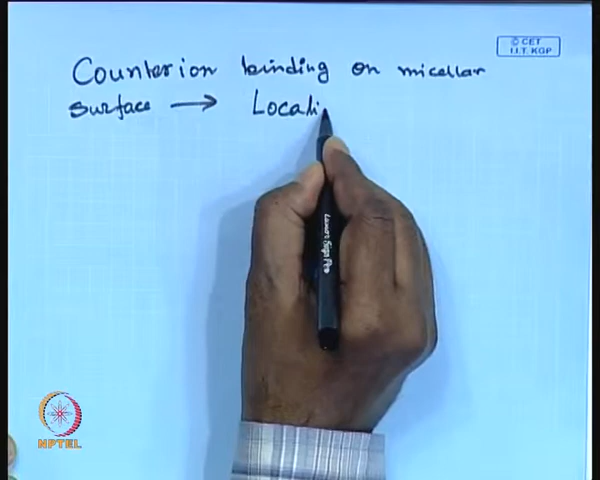 © CET
I.I.T. KGP
Counterion binding on micellar
surface → Locali
NPTEL